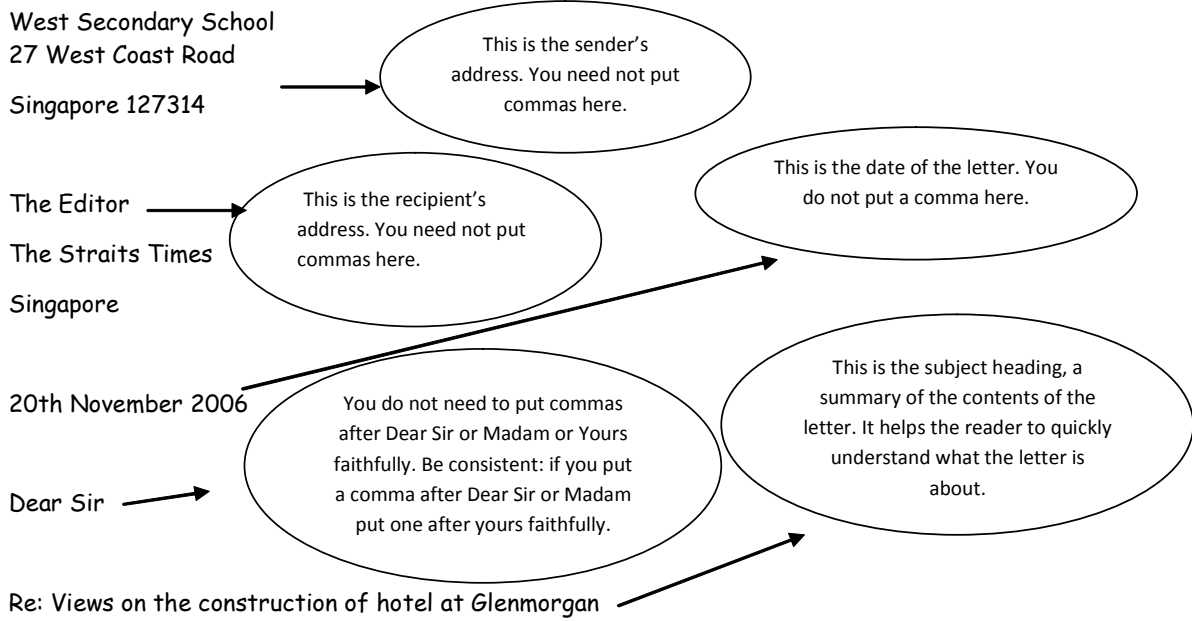 West Secondary School
27 West Coast Road
Singapore 127314
This is the sender’s
address. You need not put
commas here.
The Editor
The Straits Times
Singapore
This is the recipient’s
address. You need not put
commas here.
This is the date of the letter. You
do not put a comma here.
20th November 2006
Dear Sir
You do not need to put commas
after Dear Sir or Madam or Yours
faithfully. Be consistent: if you put
a comma after Dear Sir or Madam
put one after yours faithfully.
This is the subject heading, a
summary of the contents of the
letter. It helps the reader to quickly
understand what the letter is
about.
Re: Views on the construction of hotel at Glenmorgan